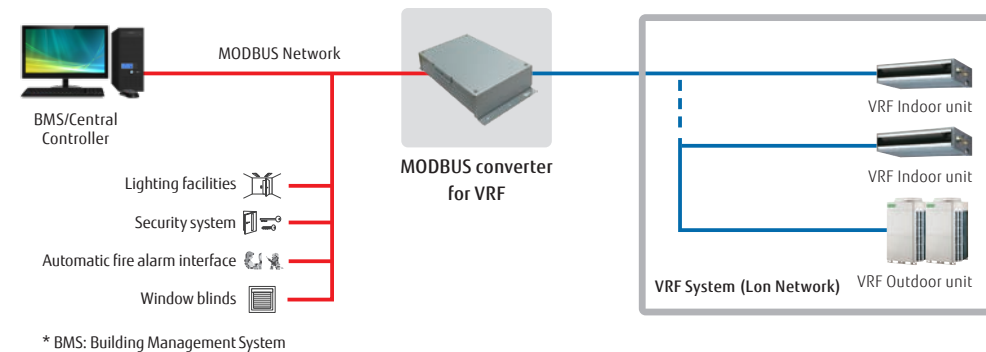 MODBUS Network
BMS/Central
Controller
MODBUS converter
for VRF
Lighting facilities
Security system
Automatic fire alarm interface
Window blinds
VRF Indoor unit
VRF Indoor unit
VRF Outdoor unit
VRF System (Lon Network)
* BMS: Building Management System